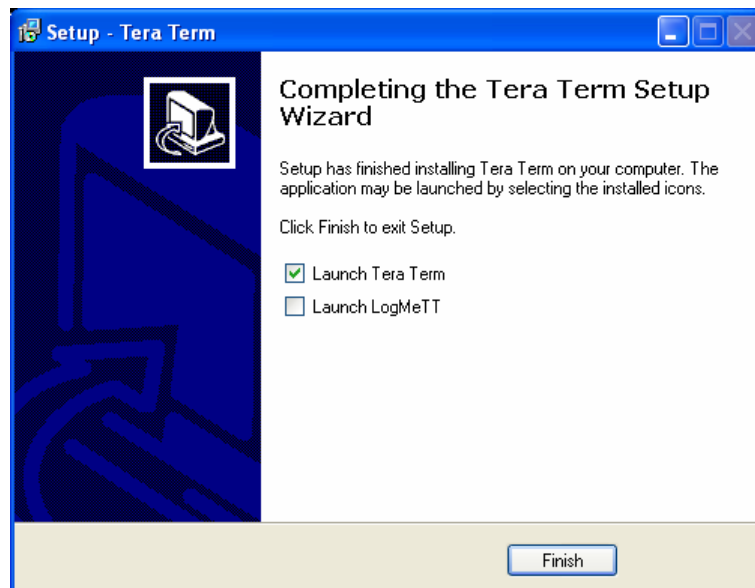 Setup - Tera Term
Completing the Tera Term Setup
Wizard
Setup has finished installing Tera Term on your computer. The
application may be launched by selecting the installed icons.
Click Finish to exit Setup.
Launch Tera Term
Launch LogMeTT
Finish